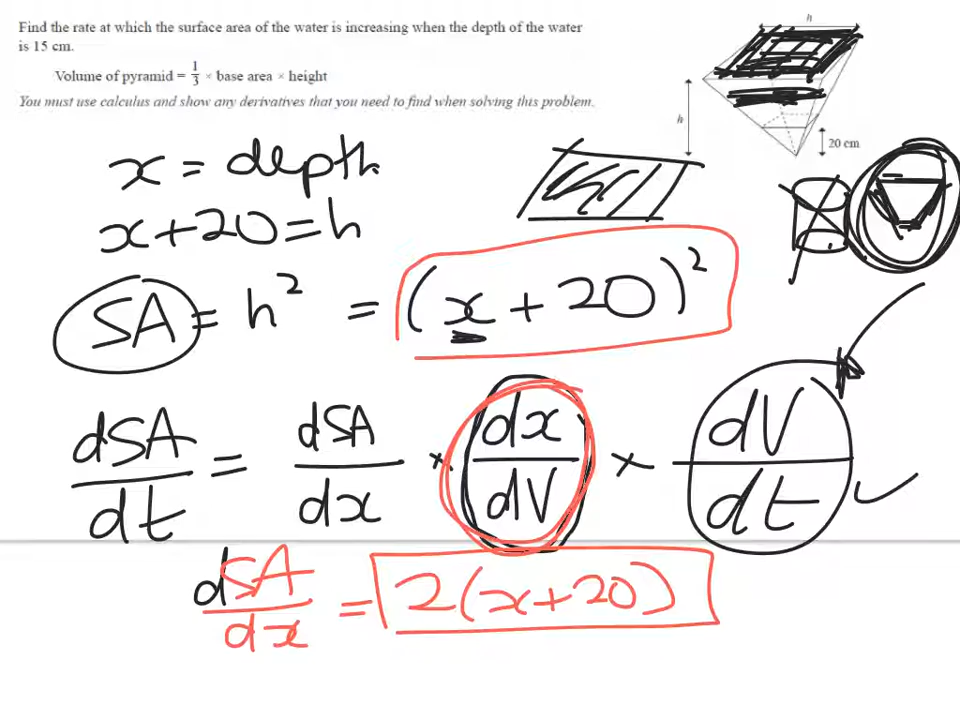 Find the rate at which the surface area of the water is increasing when the depth of the water
is 15 cm.
Volume of pyramid = 1/3 × base area × height
You must use calculus and show any derivatives that you need to find when solving this problem.
h
h
20 cm
x = depth
x+20=h
SA = h² = (x + 20)²
dSA/dt = dSA/dx × dx/dV × dV/dt
dSA/dx = 2(x+20)